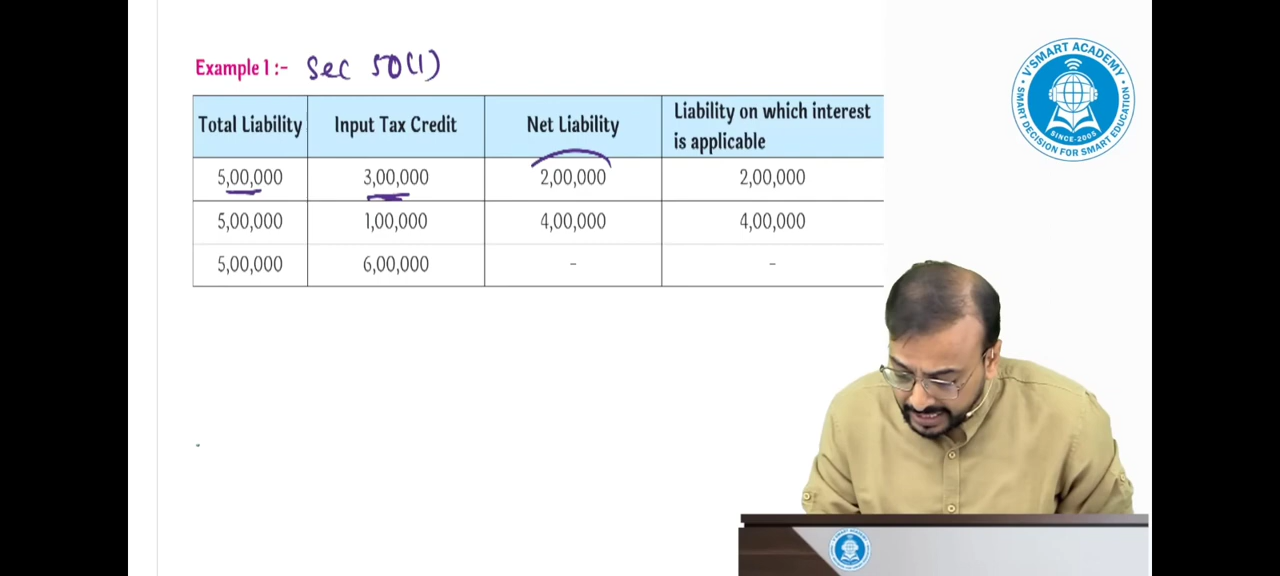 Example 1 :- Sec 50(1)
Total Liability Input Tax Credit Net Liability Liability on which interest is applicable
5,00,000 3,00,000 2,00,000 2,00,000
5,00,000 1,00,000 4,00,000 4,00,000
5,00,000 6,00,000 - -
V'SMART ACADEMY
SINCE-2005
SMART DECISION FOR SMART EDUCATION